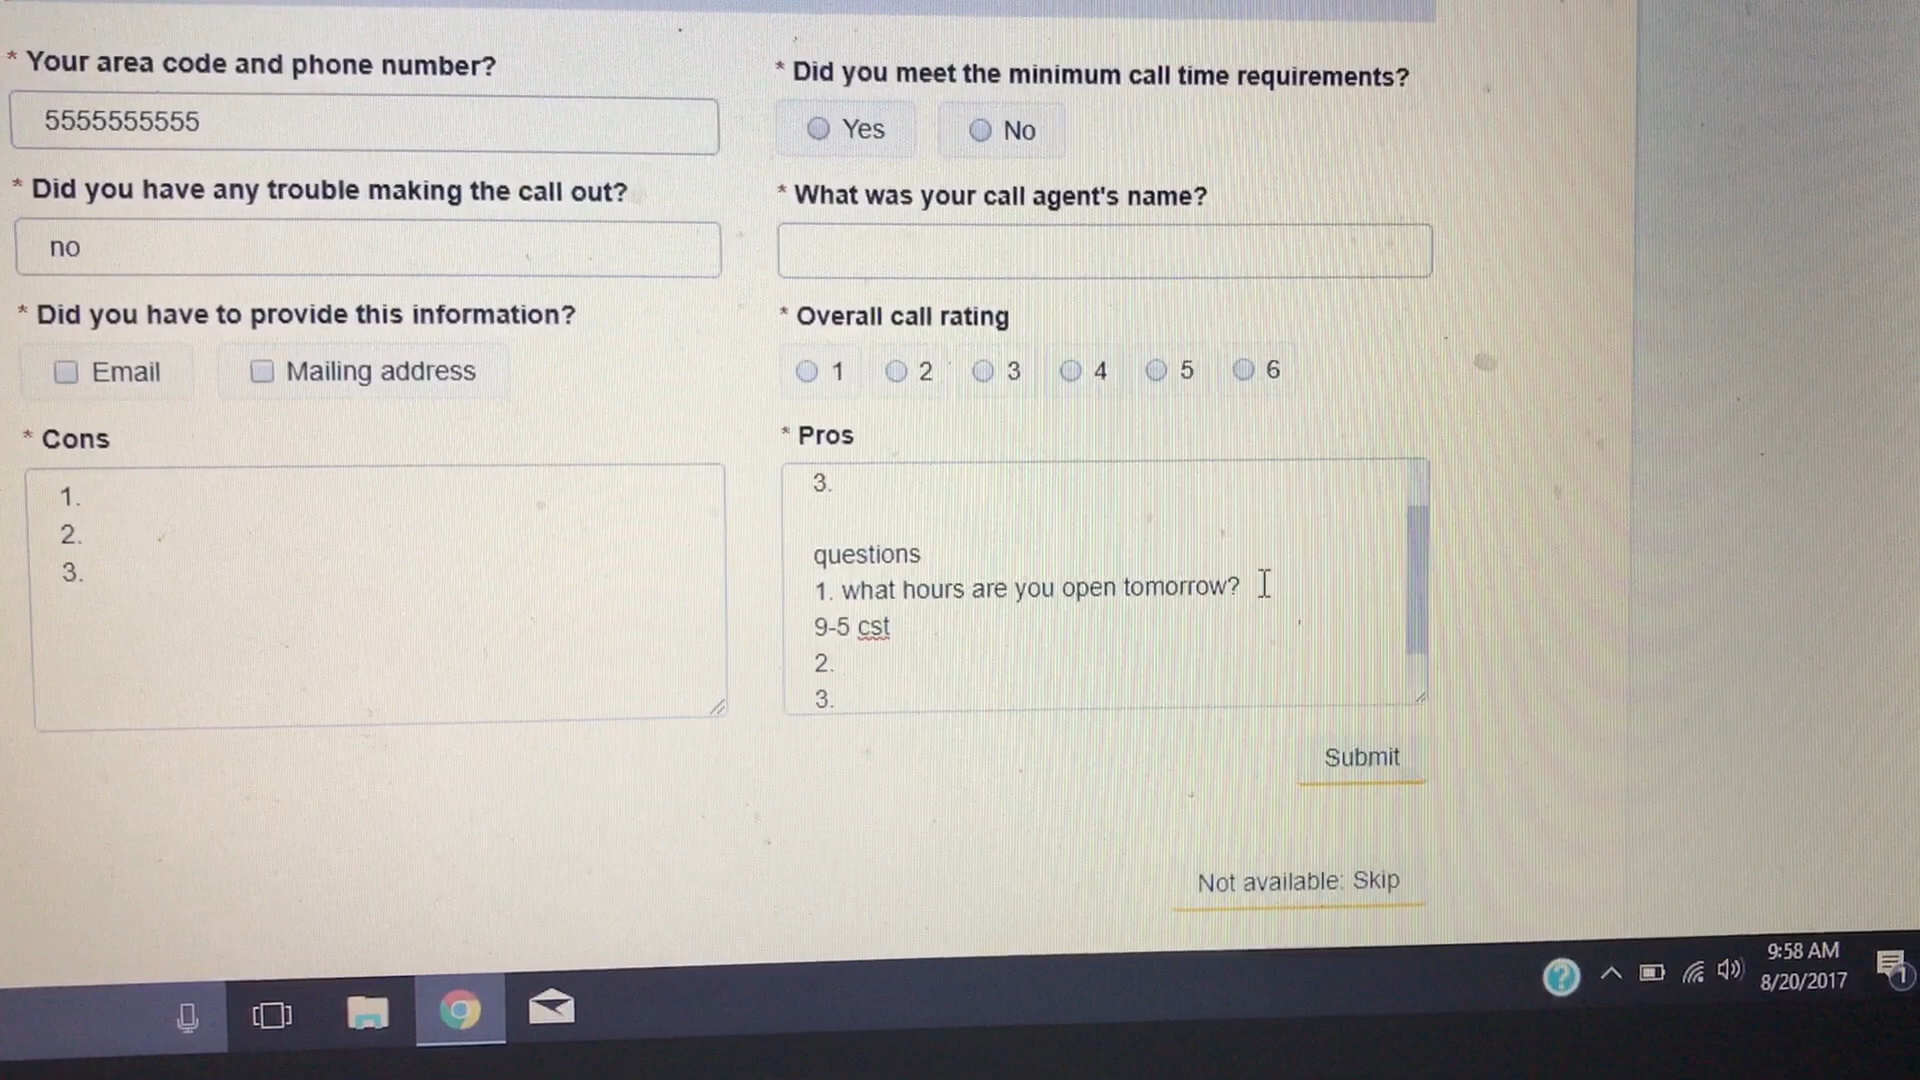 * Your area code and phone number?
5555555555
* Did you meet the minimum call time requirements?
Yes No
* Did you have any trouble making the call out?
no
* What was your call agent's name?
* Did you have to provide this information?
Email Mailing address
* Overall call rating
1 2 3 4 5 6
* Cons
1.
2.
3.
* Pros
3.
questions
1. what hours are you open tomorrow?
9-5 cst
2.
3.
Submit
Not available: Skip
9:58 AM
8/20/2017
1